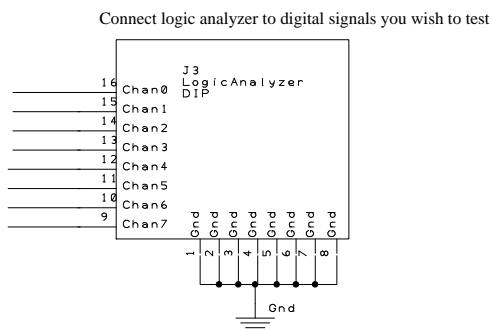 Connect logic analyzer to digital signals you wish to test
J3
LogicAnalyzer
DIP
16 Chan0
15 Chan1
14 Chan2
13 Chan3
12 Chan4
11 Chan5
10 Chan6
9 Chan7
Gnd Gnd Gnd Gnd Gnd Gnd Gnd Gnd
1 2 3 4 5 6 7 8
Gnd